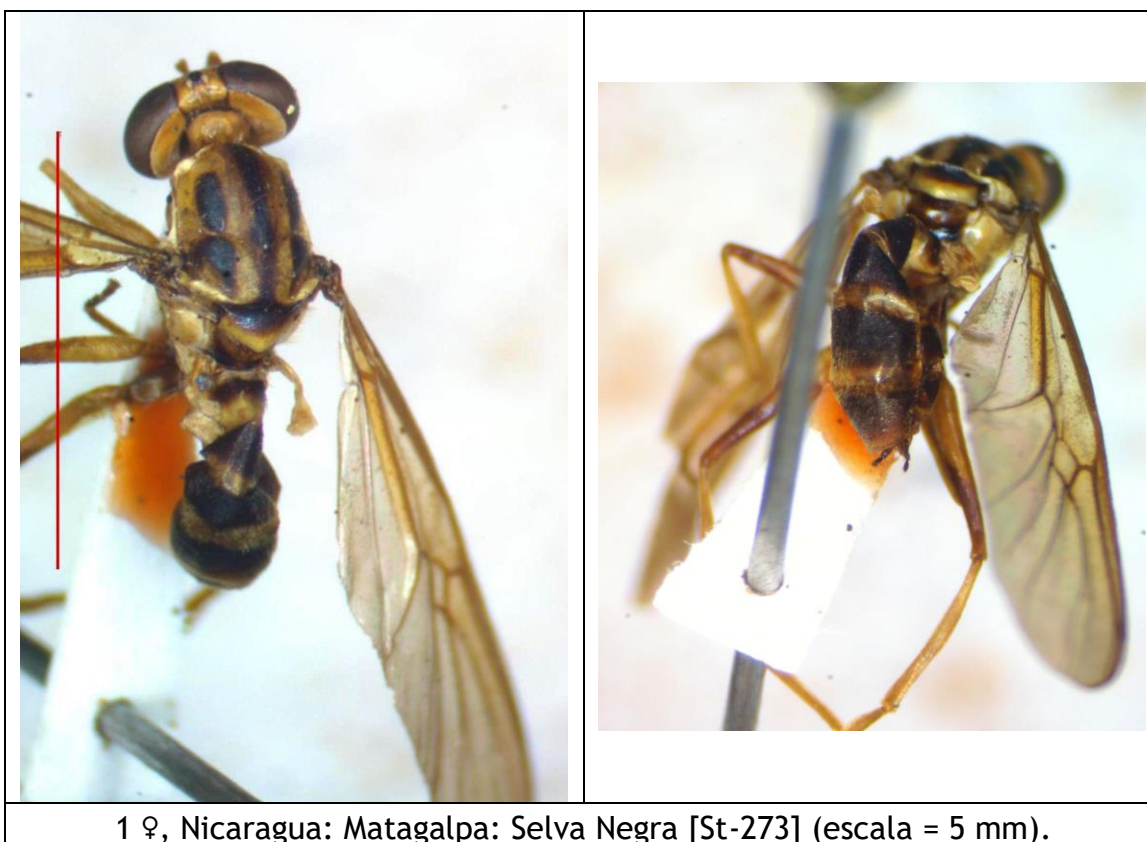 1 ♀, Nicaragua: Matagalpa: Selva Negra [St-273] (escala = 5 mm).